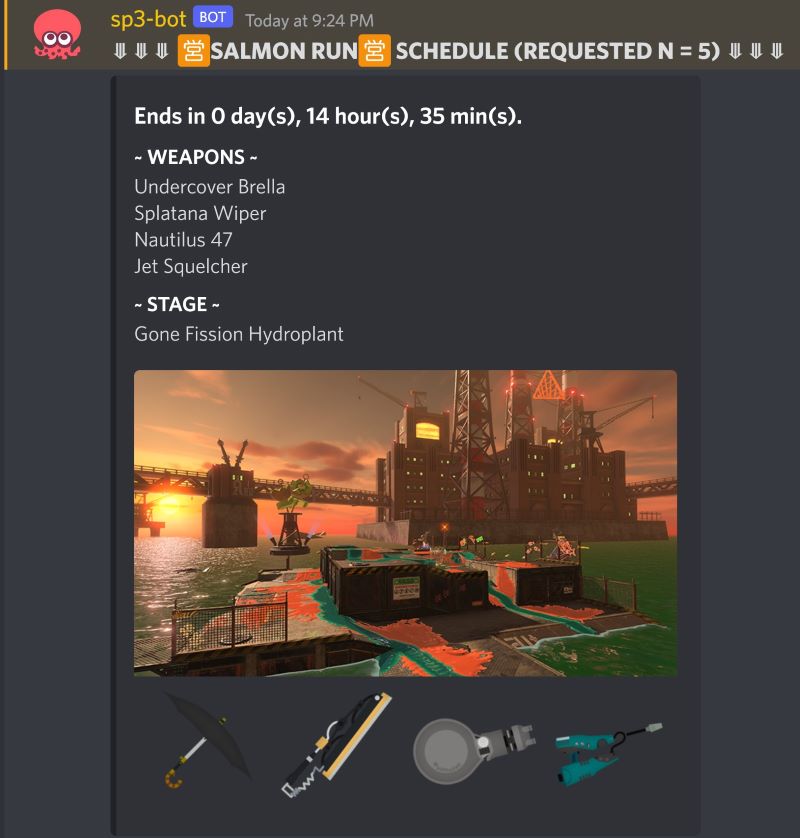 sp3-bot BOT Today at 9:24 PM
⤋ ⤋ ⤋ 営SALMON RUN営 SCHEDULE (REQUESTED N = 5) ⤋ ⤋ ⤋
Ends in 0 day(s), 14 hour(s), 35 min(s).
~ WEAPONS ~
Undercover Brella
Splatana Wiper
Nautilus 47
Jet Squelcher
~ STAGE ~
Gone Fission Hydroplant